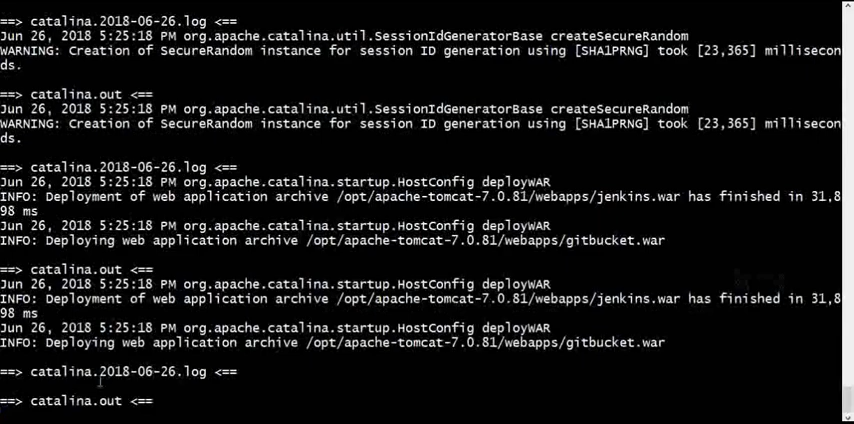 ==> catalina.2018-06-26.log <==
Jun 26, 2018 5:25:18 PM org.apache.catalina.util.SessionIdGeneratorBase createSecureRandom
WARNING: Creation of SecureRandom instance for session ID generation using [SHA1PRNG] took [23,365] millisecon
ds.
==> catalina.out <==
Jun 26, 2018 5:25:18 PM org.apache.catalina.util.SessionIdGeneratorBase createSecureRandom
WARNING: Creation of SecureRandom instance for session ID generation using [SHA1PRNG] took [23,365] millisecon
ds.
==> catalina.2018-06-26.log <==
Jun 26, 2018 5:25:18 PM org.apache.catalina.startup.HostConfig deployWAR
INFO: Deployment of web application archive /opt/apache-tomcat-7.0.81/webapps/jenkins.war has finished in 31,8
98 ms
Jun 26, 2018 5:25:18 PM org.apache.catalina.startup.HostConfig deployWAR
INFO: Deploying web application archive /opt/apache-tomcat-7.0.81/webapps/gitbucket.war
==> catalina.out <==
Jun 26, 2018 5:25:18 PM org.apache.catalina.startup.HostConfig deployWAR
INFO: Deployment of web application archive /opt/apache-tomcat-7.0.81/webapps/jenkins.war has finished in 31,8
98 ms
Jun 26, 2018 5:25:18 PM org.apache.catalina.startup.HostConfig deployWAR
INFO: Deploying web application archive /opt/apache-tomcat-7.0.81/webapps/gitbucket.war
==> catalina.2018-06-26.log <==
==> catalina.out <==